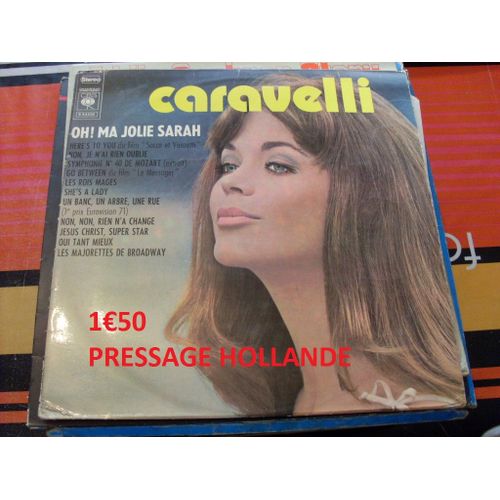 Stereo
CBS
caravelli
OH! MA JOLIE SARAH
HERE'S TO YOU du film "Sacco et Vanzetti"
NON, JE N'AI RIEN OUBLIE
SYMPHONIE N° 40 DE MOZART (extrait)
GO BETWEEN du film "Le Messager"
LES ROIS MAGES
SHE'S A LADY
UN BANC, UN ARBRE, UNE RUE
(1er prix Eurovision 71)
NON, NON, RIEN N'A CHANGE
JESUS CHRIST, SUPER STAR
OUI TANT MIEUX
LES MAJORETTES DE BROADWAY
1€50
PRESSAGE HOLLANDE